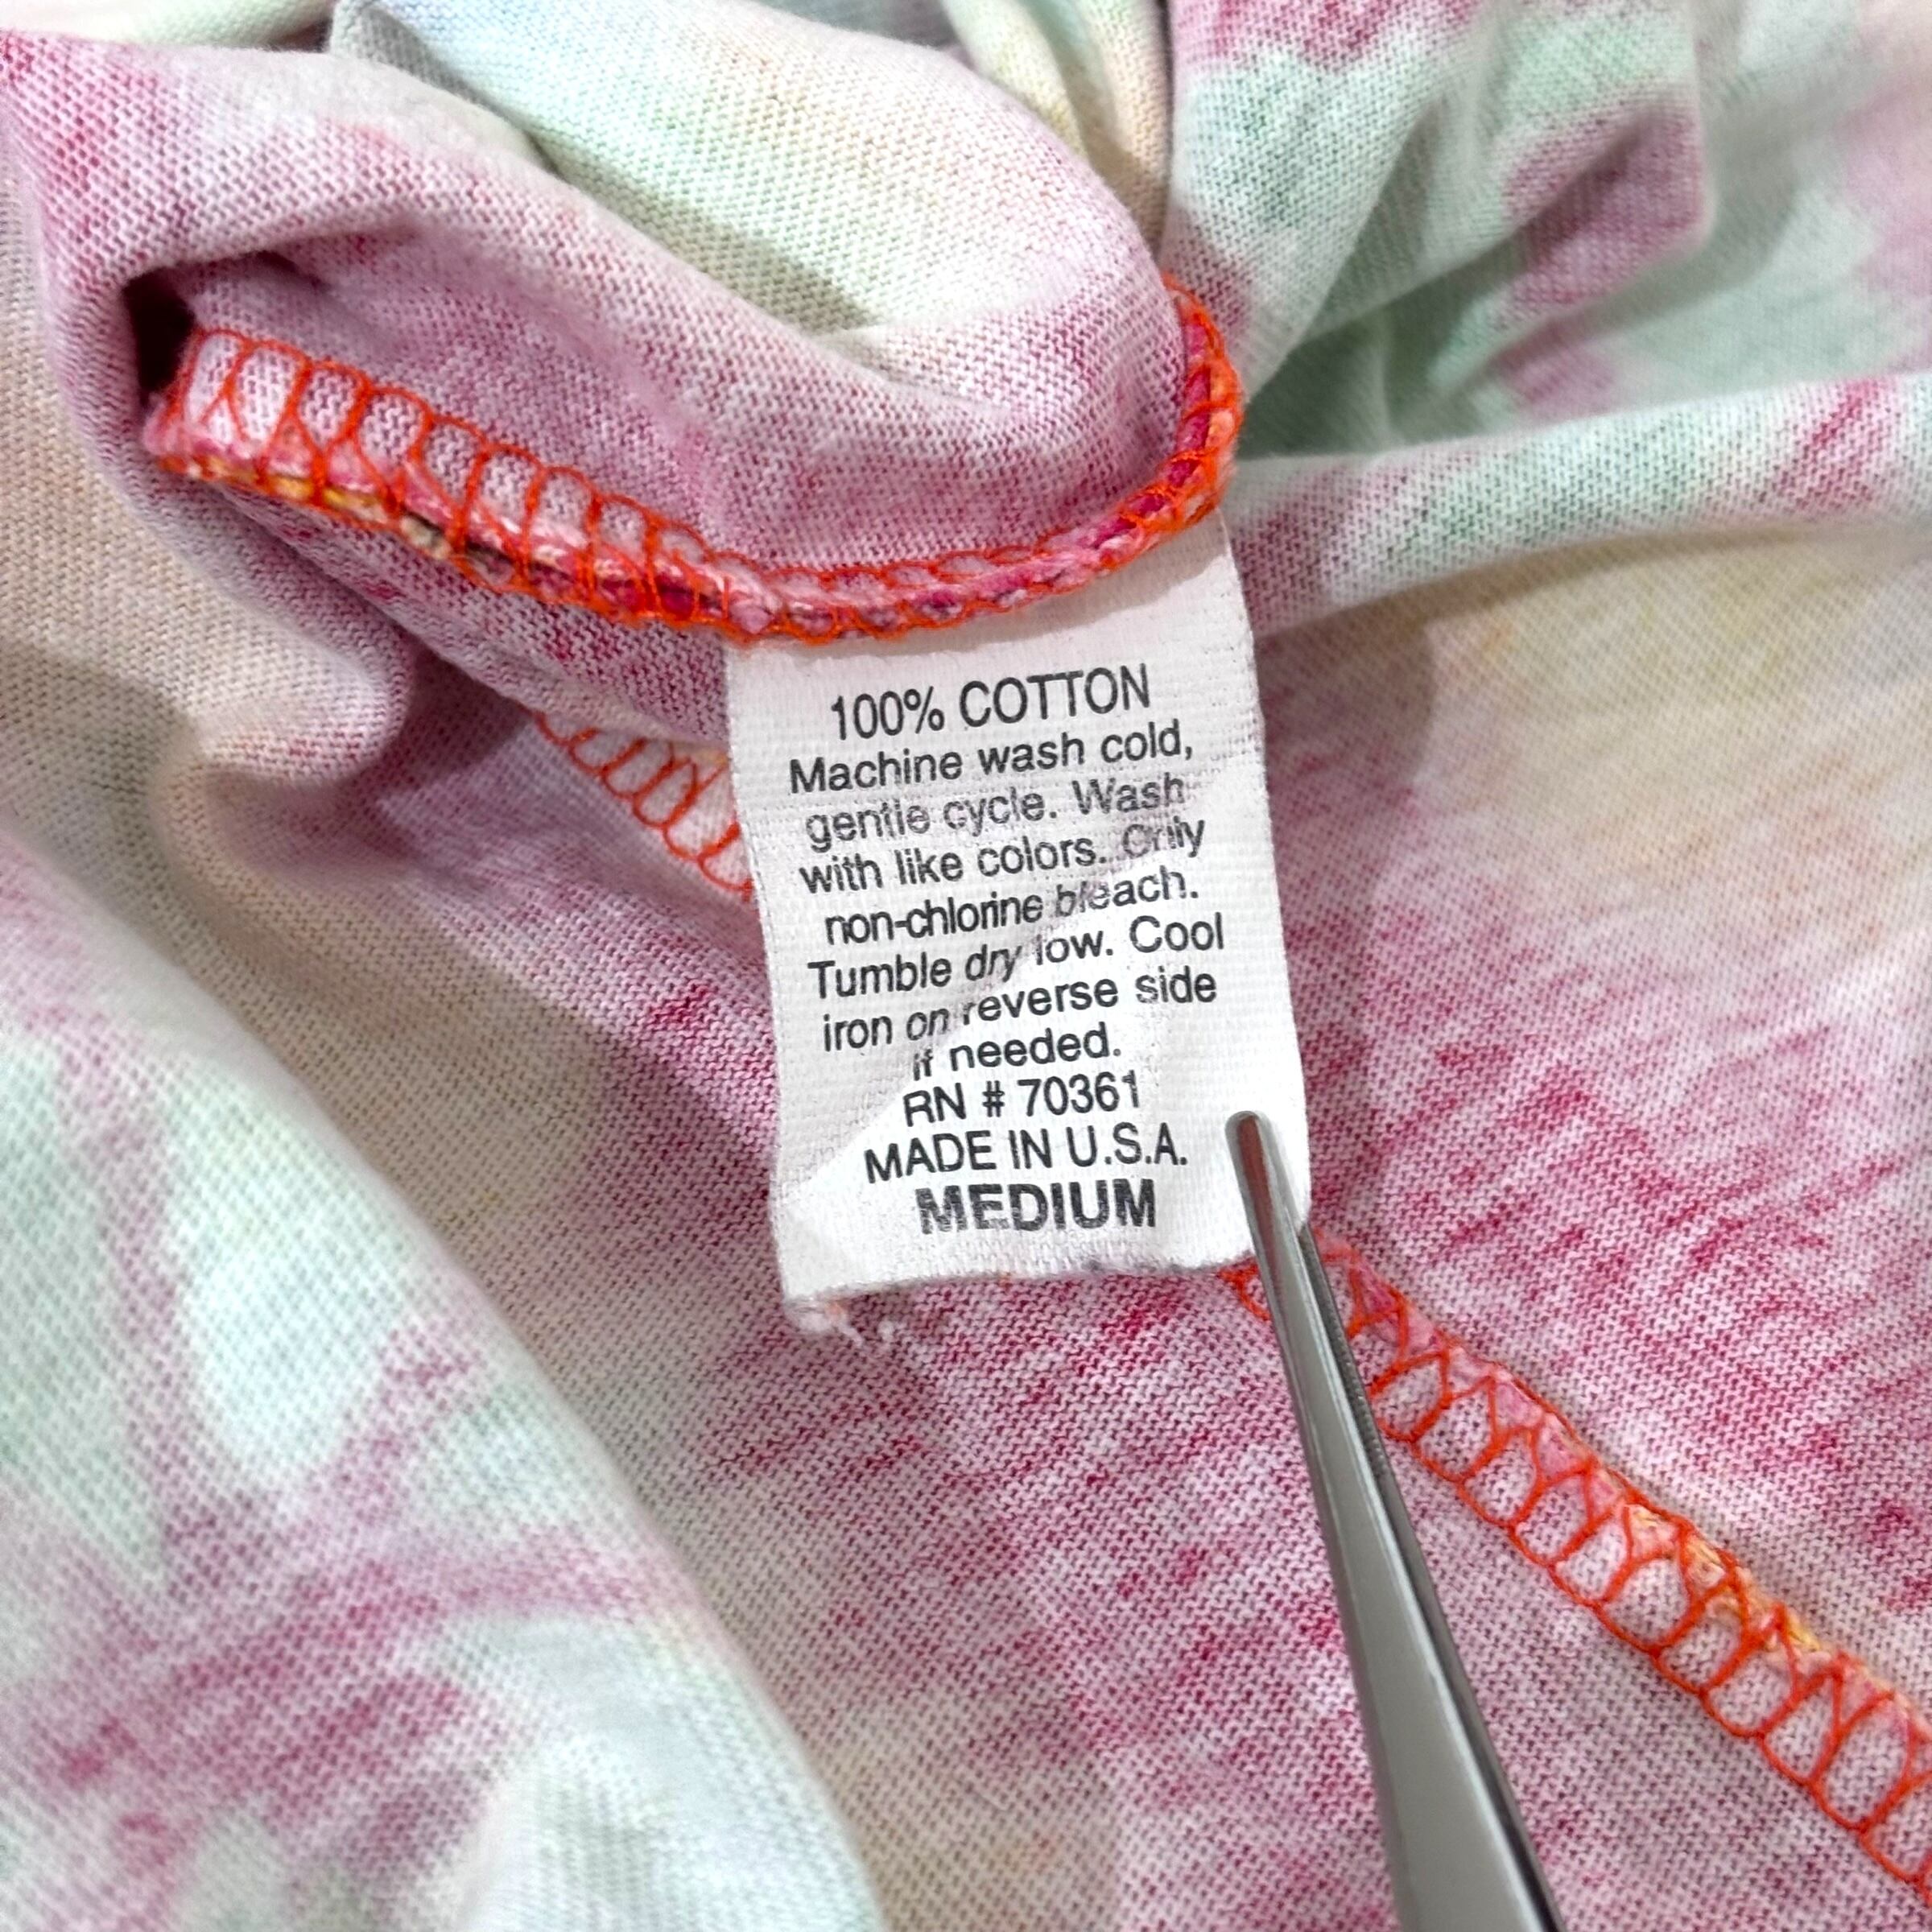 100% COTTON
Machine wash cold,
gentle cycle. Wash
with like colors. Only
non-chlorine bleach.
Tumble dry low. Cool
iron on reverse side
if needed.
RN # 70361
MADE IN U.S.A.
MEDIUM